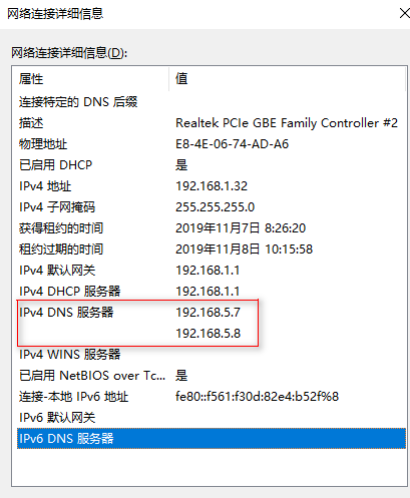 网络连接详细信息
网络连接详细信息(D):
属性 值
连接特定的 DNS 后缀
描述 Realtek PCIe GBE Family Controller #2
物理地址 E8-4E-06-74-AD-A6
已启用 DHCP 是
IPv4 地址 192.168.1.32
IPv4 子网掩码 255.255.255.0
获得租约的时间 2019年11月7日 8:26:20
租约过期的时间 2019年11月8日 10:15:58
IPv4 默认网关 192.168.1.1
IPv4 DHCP 服务器 192.168.1.1
IPv4 DNS 服务器 192.168.5.7
192.168.5.8
IPv4 WINS 服务器
已启用 NetBIOS over Tc... 是
连接-本地 IPv6 地址 fe80::f561:f30d:82e4:b52f%8
IPv6 默认网关
IPv6 DNS 服务器